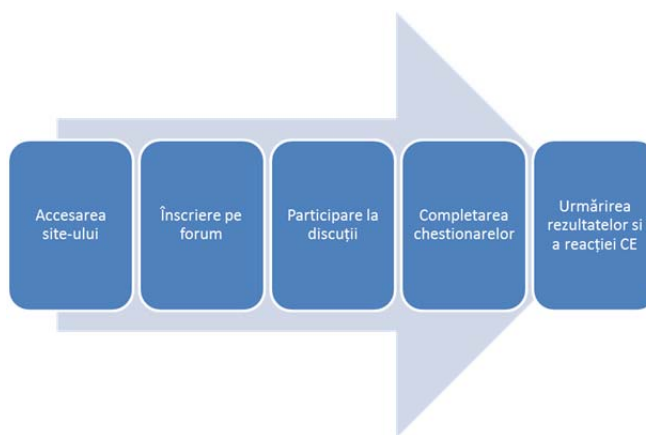 Accesarea
site-ului
Înscriere pe
forum
Participare la
discuții
Completarea
chestionarelor
Urmărirea
rezultatelor si
a reacției CE